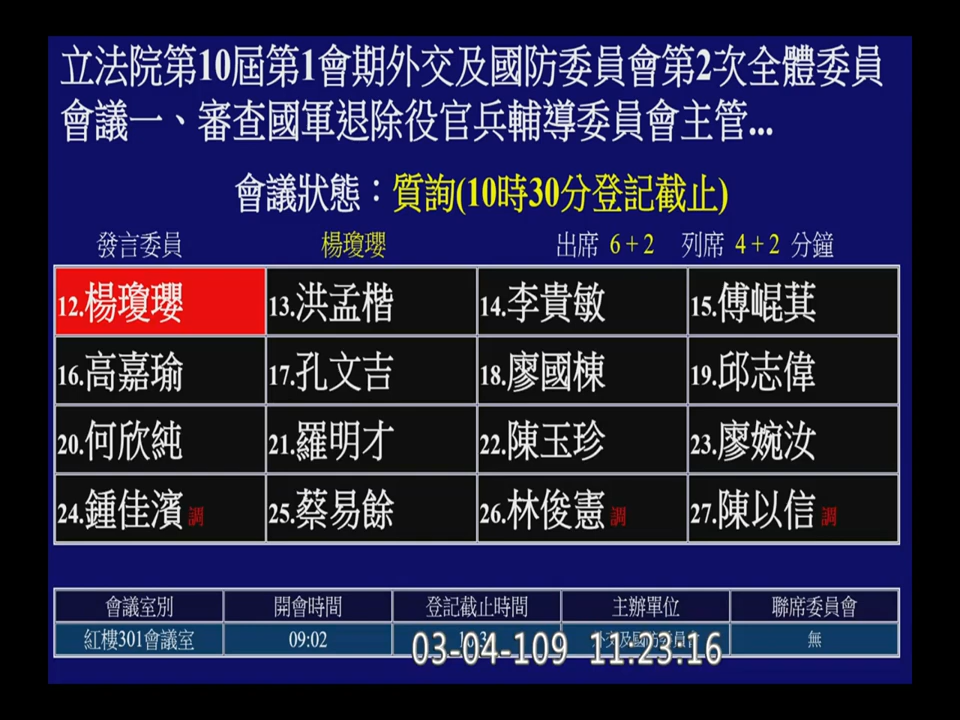 立法院第10屆第1會期外交及國防委員會第2次全體委員
會議一、審查國軍退除役官兵輔導委員會主管...
會議狀態：質詢(10時30分登記截止)
發言委員 楊瓊瓔 出席 6+2 列席 4+2 分鐘
12.楊瓊瓔 13.洪孟楷 14.李貴敏 15.傅崐萁
16.高嘉瑜 17.孔文吉 18.廖國棟 19.邱志偉
20.何欣純 21.羅明才 22.陳玉珍 23.廖婉汝
24.鍾佳濱調 25.蔡易餘 26.林俊憲調 27.陳以信調
會議室別 開會時間 登記截止時間 主辦單位 聯席委員會
紅樓301會議室 09:02 外交及國防委員會 無
03-04-109 11:23:16